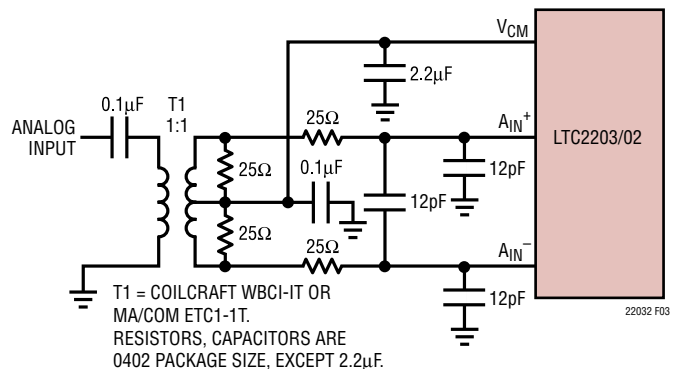 V_CM
2.2µF
0.1µF
T1
1:1
25Ω
A_IN^+
LTC2203/02
ANALOG
INPUT
25Ω
0.1µF
12pF
12pF
25Ω
25Ω
A_IN^–
12pF
T1 = COILCRAFT WBCI-IT OR
MA/COM ETC1-1T.
RESISTORS, CAPACITORS ARE
0402 PACKAGE SIZE, EXCEPT 2.2µF.
22032 F03